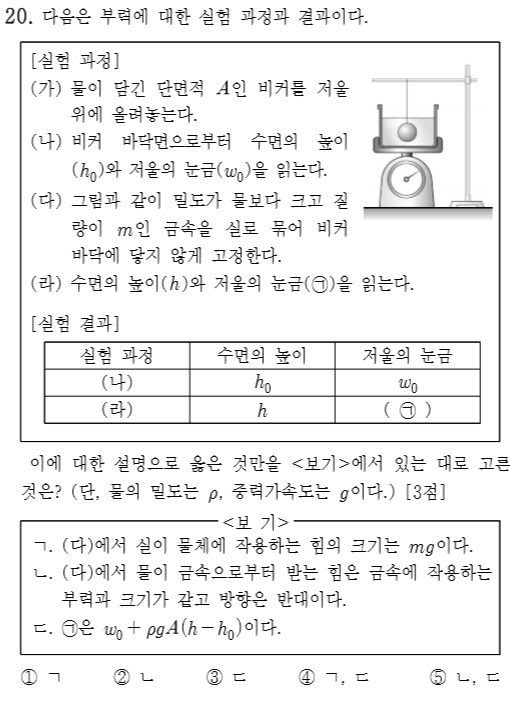 20. 다음은 부력에 대한 실험 과정과 결과이다.
[실험 과정]
(가) 물이 담긴 단면적 A인 비커를 저울
위에 올려놓는다.
(나) 비커 바닥면으로부터 수면의 높이
(h₀)와 저울의 눈금(w₀)을 읽는다.
(다) 그림과 같이 밀도가 물보다 크고 질
량이 m인 금속을 실로 묶어 비커
바닥에 닿지 않게 고정한다.
(라) 수면의 높이(h)와 저울의 눈금(㉠)을 읽는다.
[실험 결과]
실험 과정 수면의 높이 저울의 눈금
(나) h₀ w₀
(라) h ( ㉠ )
이에 대한 설명으로 옳은 것만을 <보기>에서 있는 대로 고른
것은? (단, 물의 밀도는 ρ, 중력가속도는 g이다.) [3점]
<보 기>
ㄱ. (다)에서 실이 물체에 작용하는 힘의 크기는 mg이다.
ㄴ. (다)에서 물이 금속으로부터 받는 힘은 금속에 작용하는
부력과 크기가 같고 방향은 반대이다.
ㄷ. ㉠은 w₀ + ρgA(h－h₀)이다.
① ㄱ ② ㄴ ③ ㄷ ④ ㄱ, ㄷ ⑤ ㄴ, ㄷ